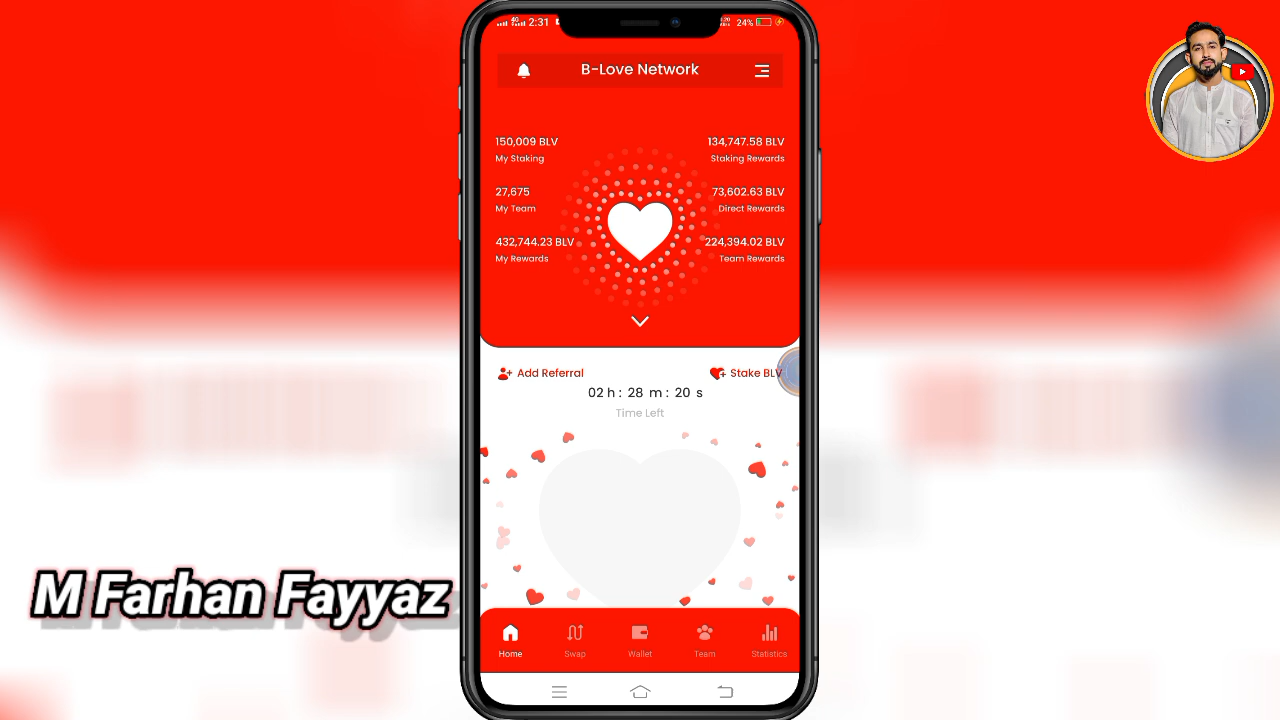 2:31
24%
B-Love Network
150,009 BLV
My Staking
134,747.58 BLV
Staking Rewards
27,675
My Team
73,602.63 BLV
Direct Rewards
432,744.23 BLV
My Rewards
224,394.02 BLV
Team Rewards
Add Referral
Stake BLV
02 h : 28 m : 20 s
Time Left
M Farhan Fayyaz
Home
Swap
Wallet
Team
Statistics